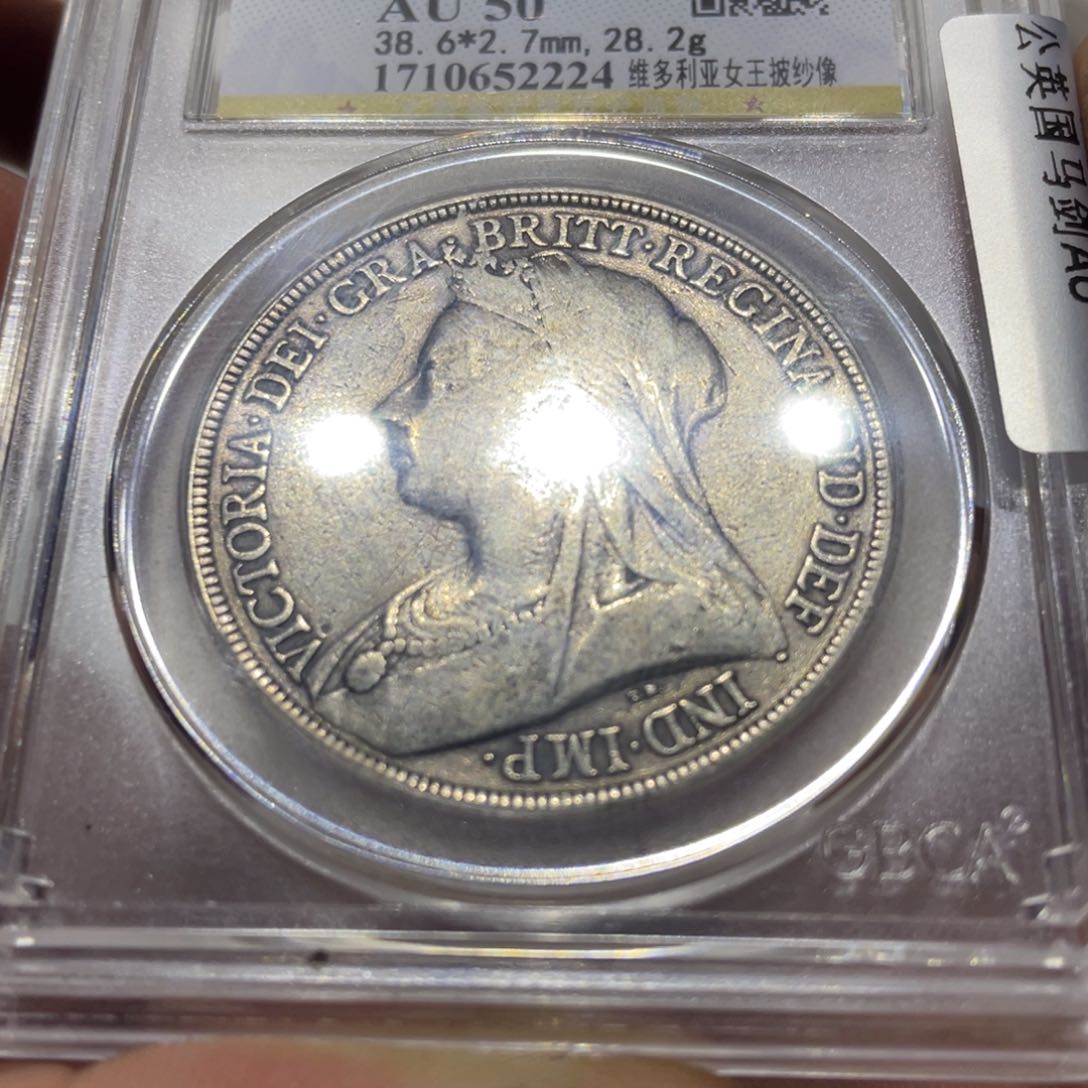 AU 50
38.6*2.7mm, 28.2g
1710652224 维多利亚女王披纱像
公英国马剑AU
VICTORIA·DEI·GRA· BRITT·REGINA·FID·DEF·
IND·IMP·
T.B.
GBCA